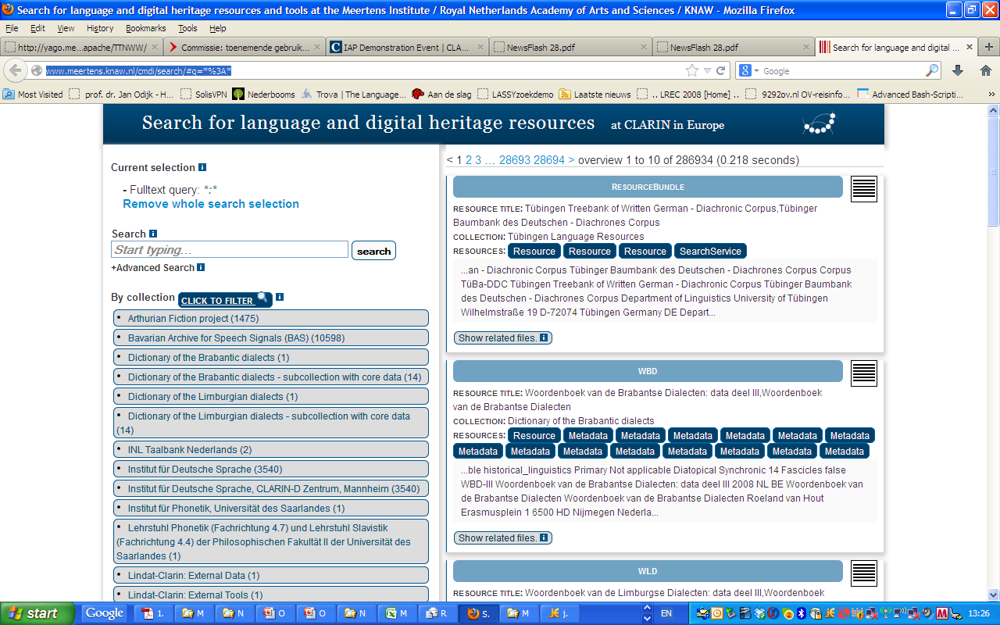 Search for language and digital heritage resources and tools at the Meertens Institute / Royal Netherlands Academy of Arts and Sciences / KNAW - Mozilla Firefox
File Edit View History Bookmarks Tools Help
http://yago.me...apache/TTNWW/ Commissie: toenemende gebruik... IAP Demonstration Event | CLA... NewsFlash 28.pdf NewsFlash 28.pdf Search for language and digital ...
www.meertens.knaw.nl/cmdi/search/#q=*%3A* Google
Most Visited prof. dr. Jan Odijk - H... SolisVPN Nederbooms Trova | The Language... Aan de slag LASSYzoekdemo Laatste nieuws .. LREC 2008 [Home] .. 9292ov.nl OV-reisinfo... Advanced Bash-Scripti... »
Search for language and digital heritage resources at CLARIN in Europe
Current selection i
- Fulltext query: *:*
Remove whole search selection
Search i
Start typing... search
+Advanced Search i
By collection CLICK TO FILTER i
• Arthurian Fiction project (1475)
• Bavarian Archive for Speech Signals (BAS) (10598)
• Dictionary of the Brabantic dialects (1)
• Dictionary of the Brabantic dialects - subcollection with core data (14)
• Dictionary of the Limburgian dialects (1)
• Dictionary of the Limburgian dialects - subcollection with core data
(14)
• INL Taalbank Nederlands (2)
• Institut für Deutsche Sprache (3540)
• Institut für Deutsche Sprache, CLARIN-D Zentrum, Mannheim (3540)
• Institut für Phonetik, Universität des Saarlandes (1)
• Lehrstuhl Phonetik (Fachrichtung 4.7) und Lehrstuhl Slavistik
(Fachrichtung 4.4) der Philosophischen Fakultät II der Universität des
Saarlandes (1)
• Lindat-Clarin: External Data (1)
• Lindat-Clarin: External Tools (1)
< 1 2 3 ... 28693 28694 > overview 1 to 10 of 286934 (0.218 seconds)
RESOURCEBUNDLE
RESOURCE TITLE: Tübingen Treebank of Written German - Diachronic Corpus,Tübinger
Baumbank des Deutschen - Diachrones Corpus
COLLECTION: Tübingen Language Resources
RESOURCES: Resource Resource Resource SearchService
...an - Diachronic Corpus Tübinger Baumbank des Deutschen - Diachrones Corpus Corpus
TüBa-DDC Tübingen Treebank of Written German - Diachronic Corpus Tübinger Baumbank
des Deutschen - Diachrones Corpus Department of Linguistics University of Tübingen
Wilhelmstraße 19 D-72074 Tübingen Germany DE Depart...
Show related files. i
WBD
RESOURCE TITLE: Woordenboek van de Brabantse Dialecten: data deel III,Woordenboek
van de Brabantse Dialecten
COLLECTION: Dictionary of the Brabantic dialects
RESOURCES: Resource Metadata Metadata Metadata Metadata Metadata Metadata
Metadata Metadata Metadata Metadata Metadata Metadata Metadata Metadata
...ble historical_linguistics Primary Not applicable Diatopical Synchronic 14 Fascicles false
WBD-III Woordenboek van de Brabantse Dialecten: data deel III 2008 NL BE Woordenboek van
de Brabantse Dialecten Woordenboek van de Brabantse Dialecten Roeland van Hout
Erasmusplein 1 6500 HD Nijmegen Nederla...
Show related files. i
WLD
RESOURCE TITLE: Woordenboek van de Limburgse Dialecten: data deel III,Woordenboek
start Google 1. M N O O N M R S. M j. EN 13:26